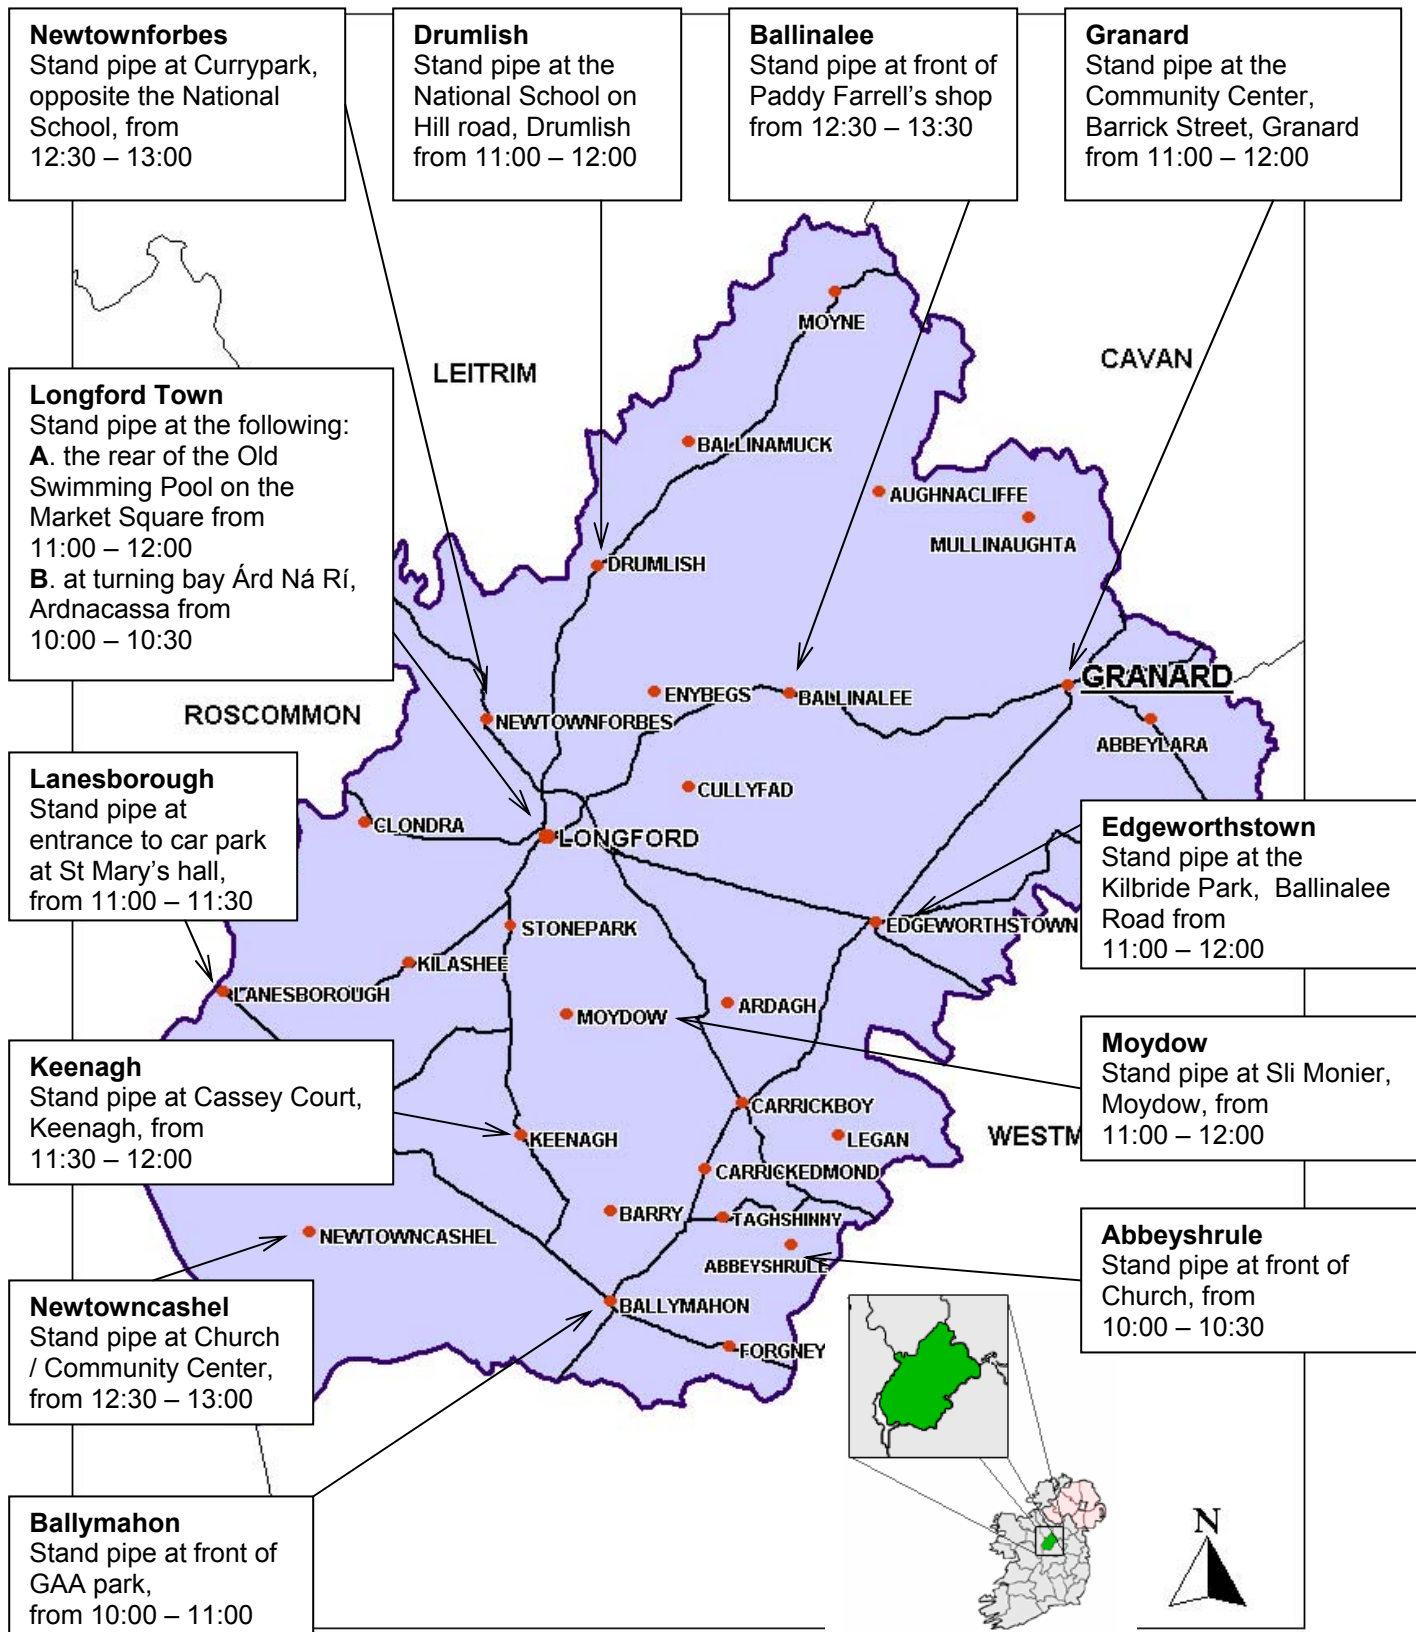 Newtownforbes
Stand pipe at Currypark,
opposite the National
School, from
12:30 – 13:00
Drumlish
Stand pipe at the
National School on
Hill road, Drumlish
from 11:00 – 12:00
Ballinalee
Stand pipe at front of
Paddy Farrell's shop
from 12:30 – 13:30
Granard
Stand pipe at the
Community Center,
Barrick Street, Granard
from 11:00 – 12:00
MOYNE
LEITRIM
CAVAN
Longford Town
Stand pipe at the following:
A. the rear of the Old
Swimming Pool on the
Market Square from
11:00 – 12:00
B. at turning bay Árd Ná Rí,
Ardnacassa from
10:00 – 10:30
BALLINAMUCK
AUGHNACLIFFE
MULLINAUGHTA
DRUMLISH
GRANARD
ENYBEGS
BALLINALEE
ROSCOMMON
NEWTOWNFORBES
ABBEYLARA
CULLYFAD
Lanesborough
Stand pipe at
entrance to car park
at St Mary's hall,
from 11:00 – 11:30
CLONDRA
LONGFORD
Edgeworthstown
Stand pipe at the
Kilbride Park, Ballinalee
Road from
11:00 – 12:00
STONEPARK
EDGEWORTHSTOWN
KILASHEE
LANESBOROUGH
ARDAGH
MOYDOW
Moydow
Stand pipe at Sli Monier,
Moydow, from
11:00 – 12:00
Keenagh
Stand pipe at Cassey Court,
Keenagh, from
11:30 – 12:00
CARRICKBOY
KEENAGH
LEGAN
WESTM
CARRICKEDMOND
BARRY
TAGHSHINNY
NEWTOWNCASHEL
ABBEYSHRULE
Abbeyshrule
Stand pipe at front of
Church, from
10:00 – 10:30
Newtowncashel
Stand pipe at Church
/ Community Center,
from 12:30 – 13:00
BALLYMAHON
FORGNEY
Ballymahon
Stand pipe at front of
GAA park,
from 10:00 – 11:00
N